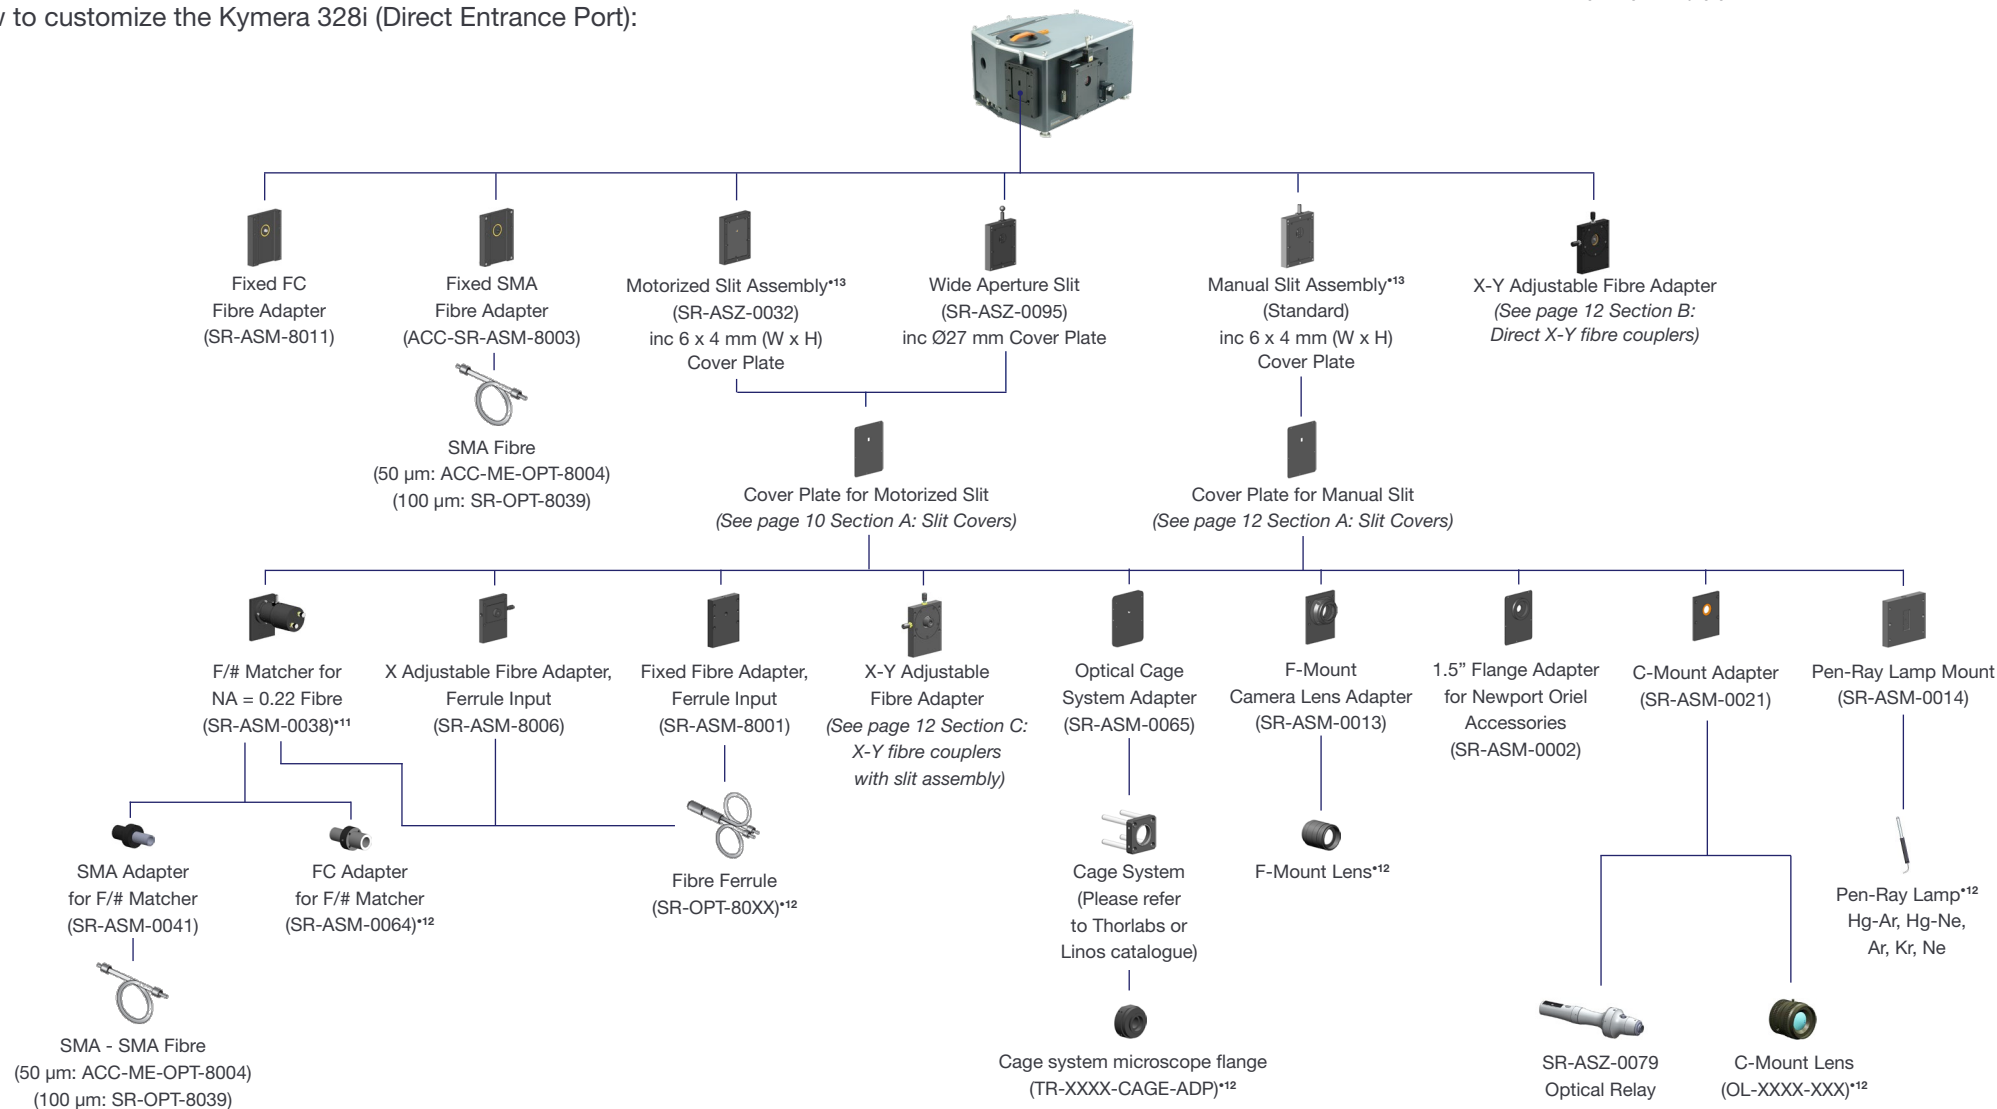 to customize the Kymera 328i (Direct Entrance Port):
Fixed FC
Fibre Adapter
(SR-ASM-8011)
Fixed SMA
Fibre Adapter
(ACC-SR-ASM-8003)
SMA Fibre
(50 µm: ACC-ME-OPT-8004)
(100 µm: SR-OPT-8039)
Motorized Slit Assembly•13
(SR-ASZ-0032)
inc 6 x 4 mm (W x H)
Cover Plate
Wide Aperture Slit
(SR-ASZ-0095)
inc Ø27 mm Cover Plate
Manual Slit Assembly•13
(Standard)
inc 6 x 4 mm (W x H)
Cover Plate
X-Y Adjustable Fibre Adapter
(See page 12 Section B:
Direct X-Y fibre couplers)
Cover Plate for Motorized Slit
(See page 10 Section A: Slit Covers)
Cover Plate for Manual Slit
(See page 12 Section A: Slit Covers)
F/# Matcher for
NA = 0.22 Fibre
(SR-ASM-0038)•11
X Adjustable Fibre Adapter,
Ferrule Input
(SR-ASM-8006)
Fixed Fibre Adapter,
Ferrule Input
(SR-ASM-8001)
X-Y Adjustable
Fibre Adapter
(See page 12 Section C:
X-Y fibre couplers
with slit assembly)
Optical Cage
System Adapter
(SR-ASM-0065)
F-Mount
Camera Lens Adapter
(SR-ASM-0013)
1.5” Flange Adapter
for Newport Oriel
Accessories
(SR-ASM-0002)
C-Mount Adapter
(SR-ASM-0021)
Pen-Ray Lamp Mount
(SR-ASM-0014)
SMA Adapter
for F/# Matcher
(SR-ASM-0041)
FC Adapter
for F/# Matcher
(SR-ASM-0064)•12
Fibre Ferrule
(SR-OPT-80XX)•12
Cage System
(Please refer
to Thorlabs or
Linos catalogue)
F-Mount Lens•12
Pen-Ray Lamp•12
Hg-Ar, Hg-Ne,
Ar, Kr, Ne
SMA - SMA Fibre
(50 µm: ACC-ME-OPT-8004)
(100 µm: SR-OPT-8039)
Cage system microscope flange
(TR-XXXX-CAGE-ADP)•12
SR-ASZ-0079
Optical Relay
C-Mount Lens
(OL-XXXX-XXX)•12